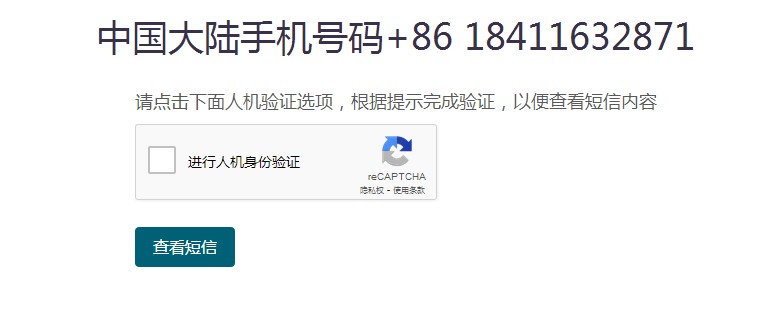 中国大陆手机号码+86 18411632871
请点击下面人机验证选项，根据提示完成验证，以便查看短信内容
进行人机身份验证
reCAPTCHA
隐私权 - 使用条款
查看短信